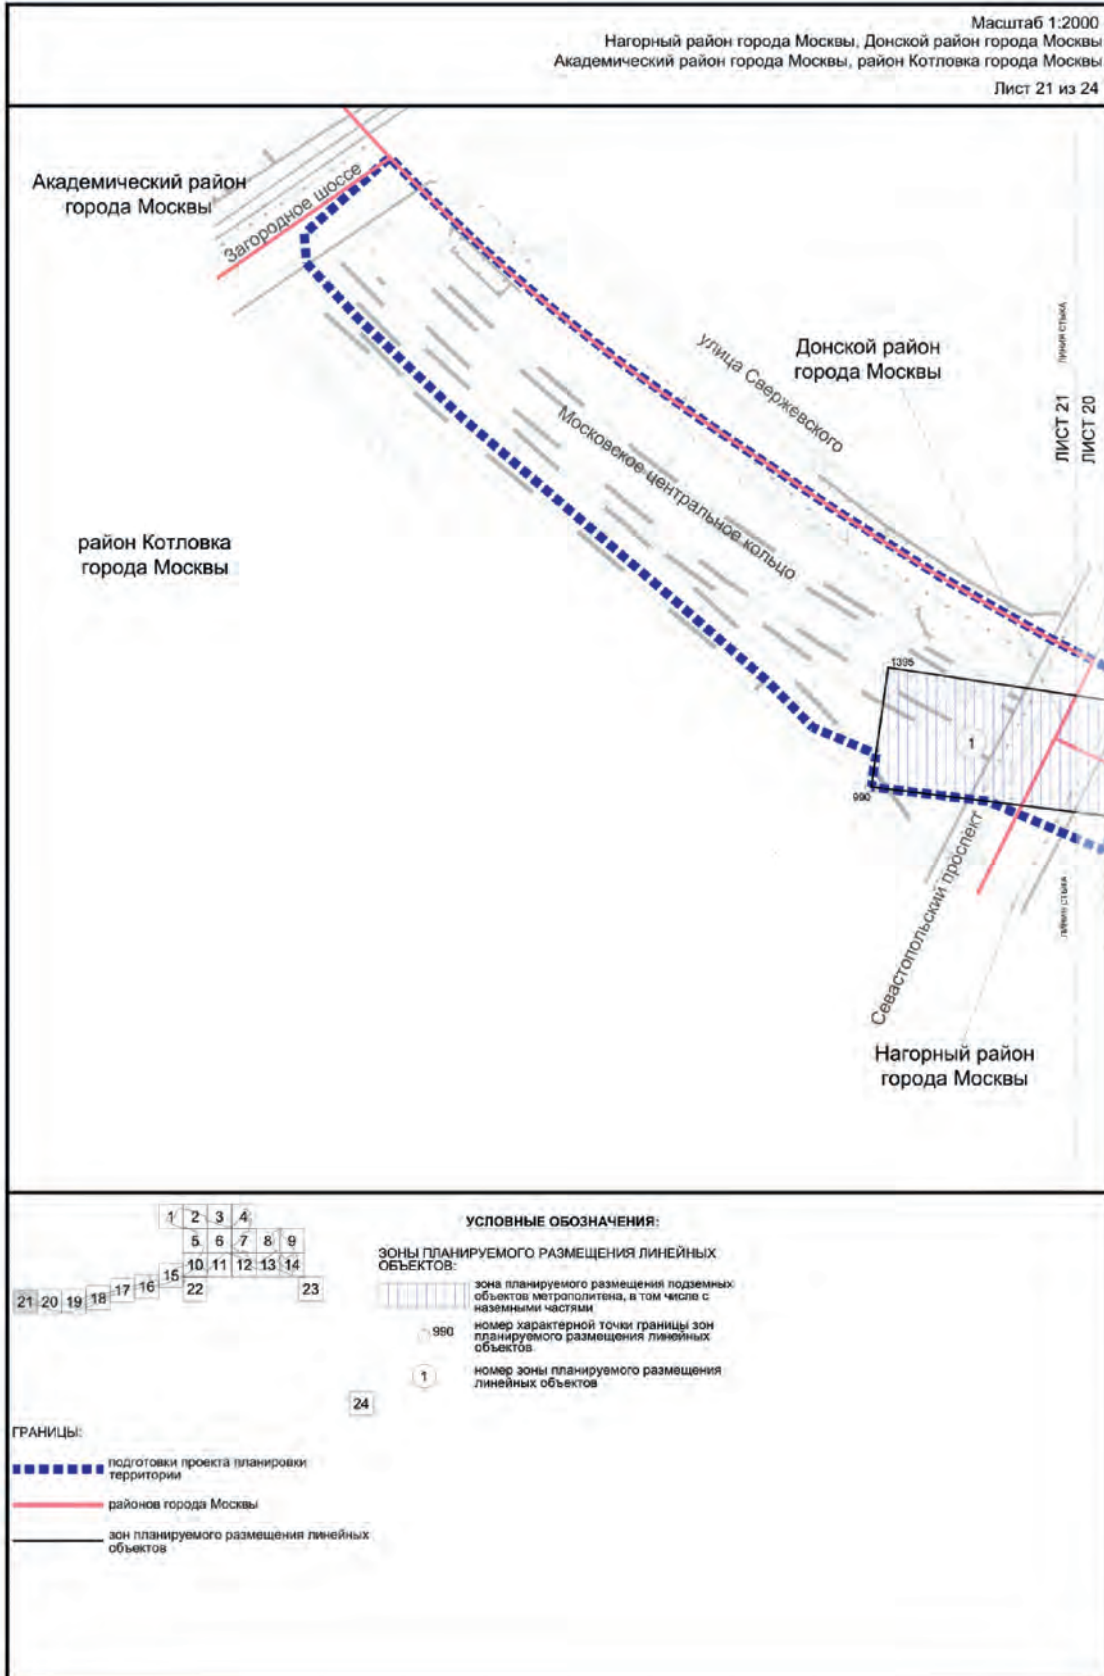 Масштаб 1:2000
Нагорный район города Москвы, Донской район города Москвы
Академический район города Москвы, район Котловка города Москвы
Лист 21 из 24
Академический район
города Москвы
Загородное шоссе
улица Свержевского
Донской район
города Москвы
линия стыка
ЛИСТ 21
ЛИСТ 20
Московское центральное кольцо
район Котловка
города Москвы
1395
1
990
Севастопольский проспект
линия стыка
Нагорный район
города Москвы
1 2 3 4
5 6 7 8 9
10 11 12 13 14
21 20 19 18 17 16 15 22 23
24
УСЛОВНЫЕ ОБОЗНАЧЕНИЯ:
ЗОНЫ ПЛАНИРУЕМОГО РАЗМЕЩЕНИЯ ЛИНЕЙНЫХ
ОБЪЕКТОВ:
зона планируемого размещения подземных
объектов метрополитена, в том числе с
наземными частями
990
номер характерной точки границы зон
планируемого размещения линейных
объектов
1
номер зоны планируемого размещения
линейных объектов
ГРАНИЦЫ:
подготовки проекта планировки
территории
районов города Москвы
зон планируемого размещения линейных
объектов